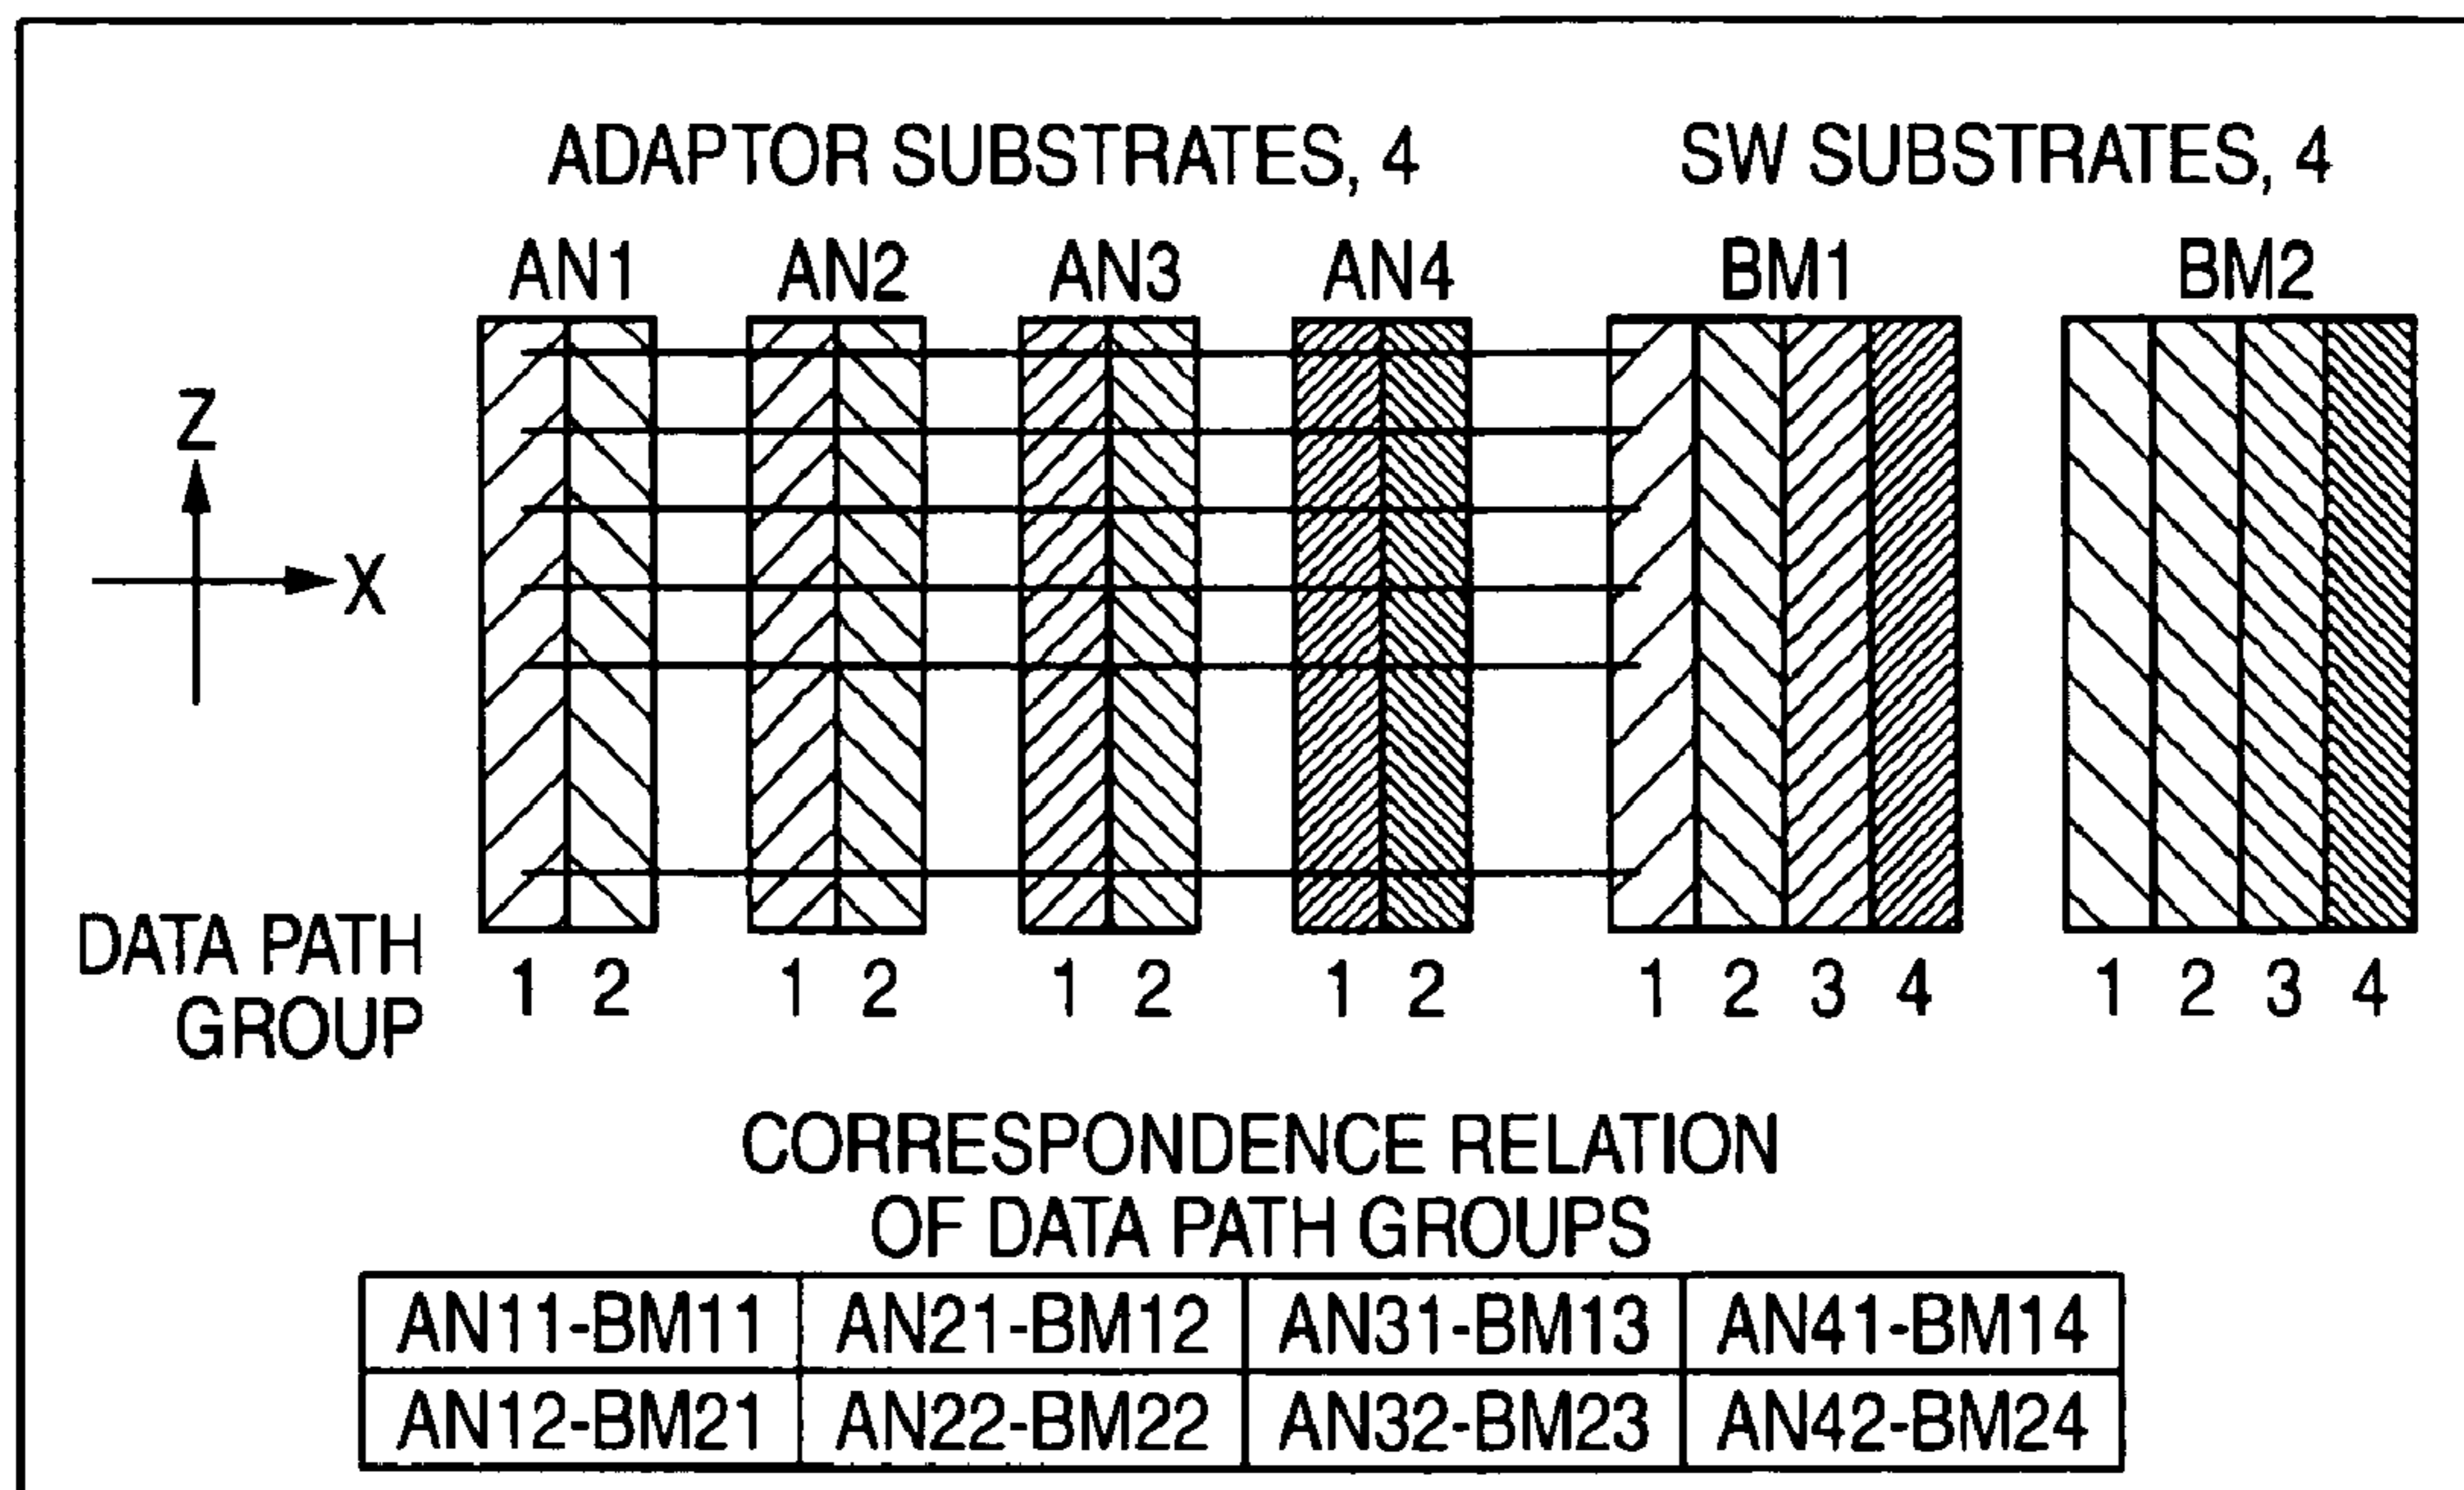 ADAPTOR SUBSTRATES, 4 SW SUBSTRATES, 4
AN1 AN2 AN3 AN4 BM1 BM2
Z
X
DATA PATH GROUP
1 2 1 2 1 2 1 2 1 2 3 4 1 2 3 4
CORRESPONDENCE RELATION
OF DATA PATH GROUPS
AN11-BM11 AN21-BM12 AN31-BM13 AN41-BM14
AN12-BM21 AN22-BM22 AN32-BM23 AN42-BM24